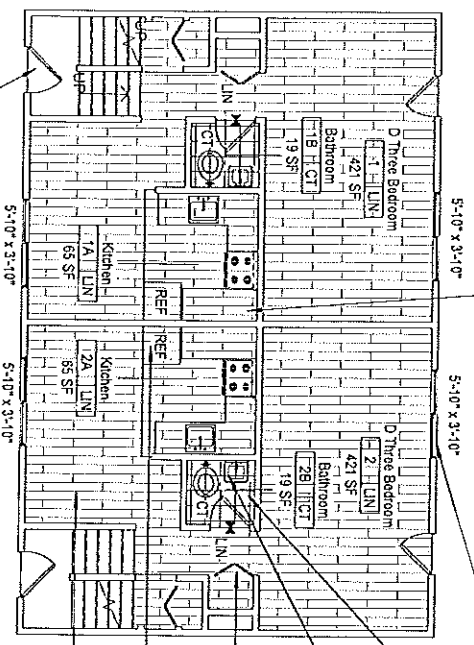 5'-10" x 3'-10"
5'-10" x 3'-10"
D Three Bedroom
1 LIN
421 SF
Bathroom
1B CT
19 SF
LIN
CT
UP
UP
Kitchen
1A LIN
65 SF
REF
5'-10" x 3'-10"
D Three Bedroom
2 LIN
421 SF
Bathroom
2B CT
19 SF
LIN
CT
REF
Kitchen
2A LIN
65 SF
5'-10" x 3'-10"